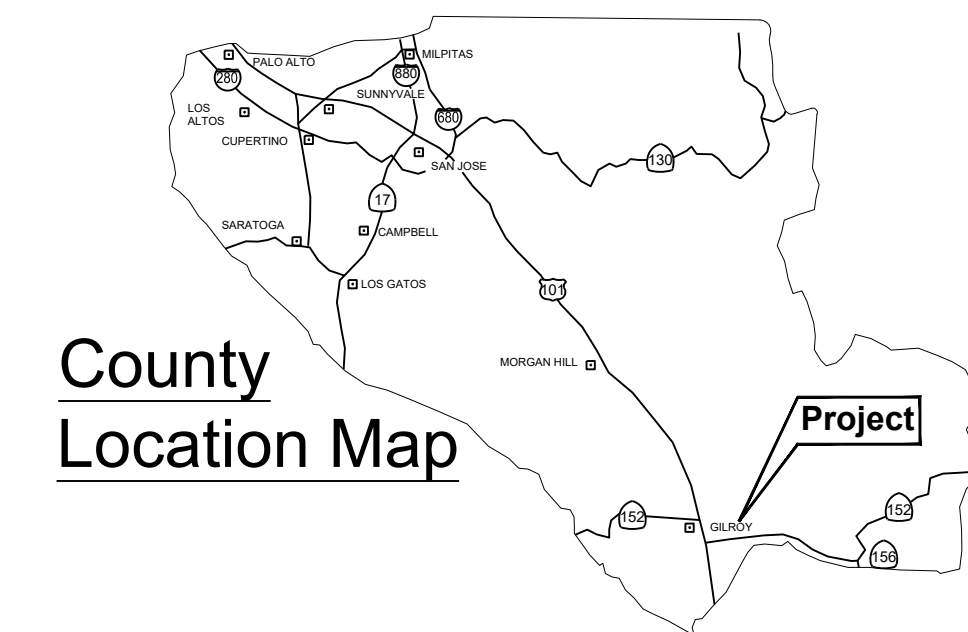 MILPITAS
PALO ALTO
880
280
SUNNYVALE
LOS
ALTOS
680
CUPERTINO
130
SAN JOSE
17
SARATOGA
CAMPBELL
LOS GATOS
101
County
Location Map
MORGAN HILL
Project
152
GILROY
152
156